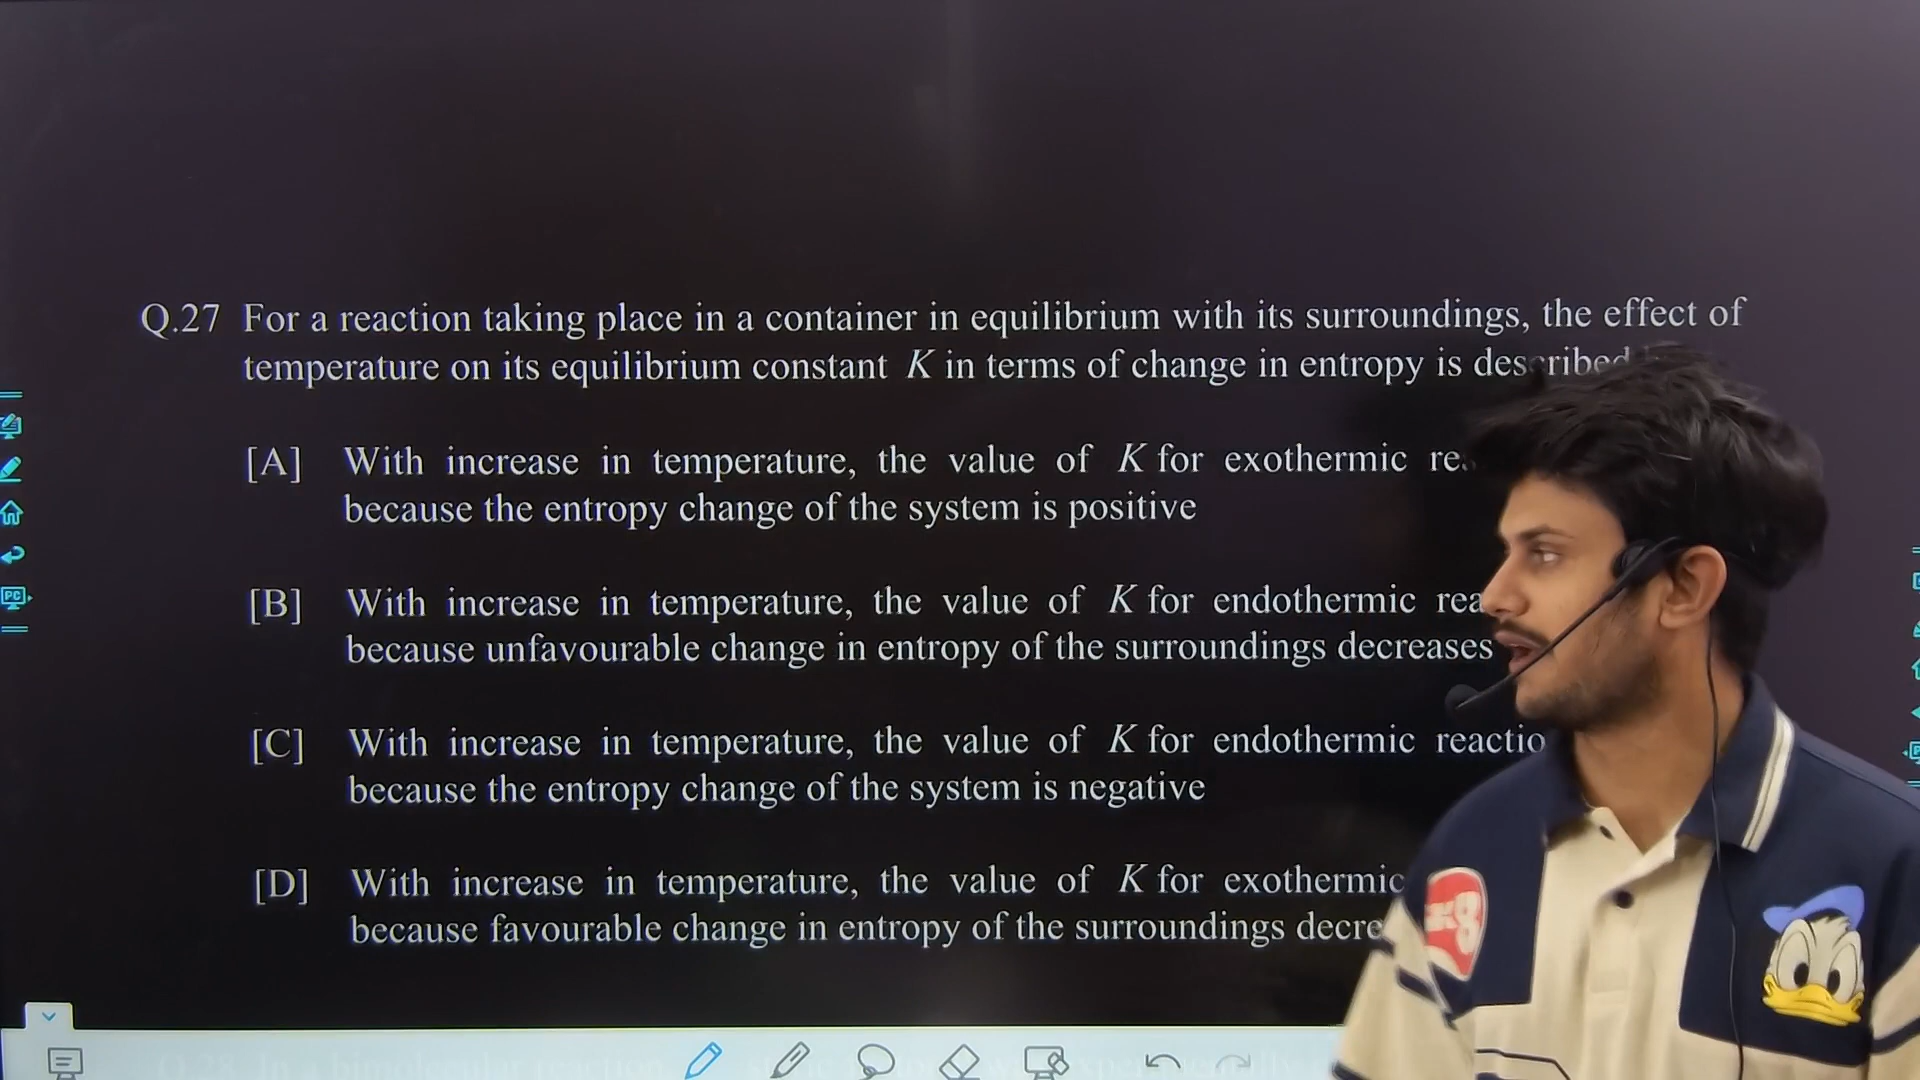 Q.27 For a reaction taking place in a container in equilibrium with its surroundings, the effect of
temperature on its equilibrium constant K in terms of change in entropy is described
[A] With increase in temperature, the value of K for exothermic
because the entropy change of the system is positive
[B] With increase in temperature, the value of K for endothermic
because unfavourable change in entropy of the surroundings decreases
[C] With increase in temperature, the value of K for endothermic
because the entropy change of the system is negative
[D] With increase in temperature, the value of K for exothermic
because favourable change in entropy of the surroundings
PC